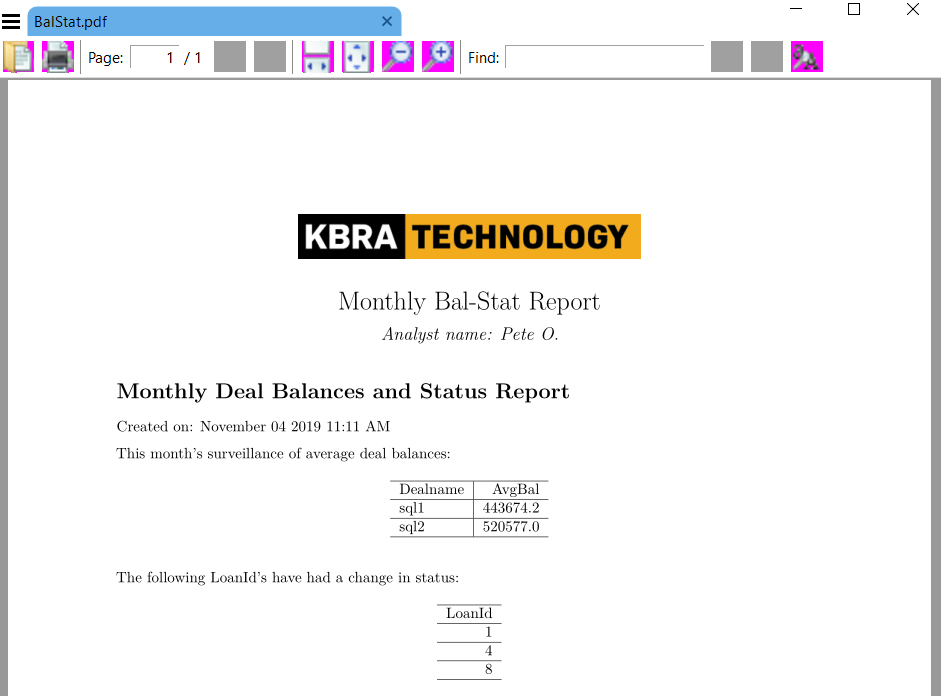 BalStat.pdf
Page: 1 / 1 Find:
KBRA TECHNOLOGY
Monthly Bal-Stat Report
Analyst name: Pete O.
Monthly Deal Balances and Status Report
Created on: November 04 2019 11:11 AM
This month's surveillance of average deal balances:
Dealname AvgBal
sql1 443674.2
sql2 520577.0
The following LoanId's have had a change in status:
LoanId
1
4
8